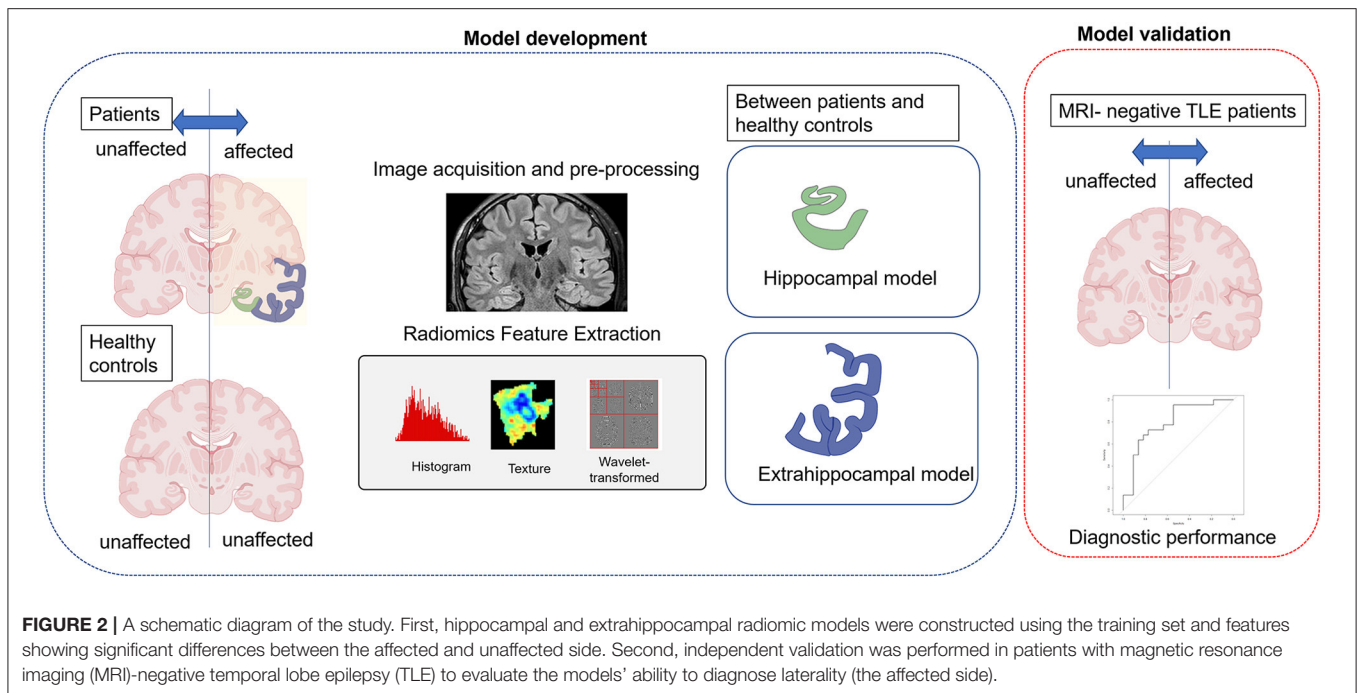 Model development
Model validation
Patients
unaffected
affected
Healthy
controls
unaffected
unaffected
Image acquisition and pre-processing
Radiomics Feature Extraction
Histogram
Texture
Wavelet-
transformed
Between patients and
healthy controls
Hippocampal model
Extrahippocampal model
MRI- negative TLE patients
unaffected
affected
Diagnostic performance
FIGURE 2 | A schematic diagram of the study. First, hippocampal and extrahippocampal radiomic models were constructed using the training set and features
showing significant differences between the affected and unaffected side. Second, independent validation was performed in patients with magnetic resonance
imaging (MRI)-negative temporal lobe epilepsy (TLE) to evaluate the models' ability to diagnose laterality (the affected side).